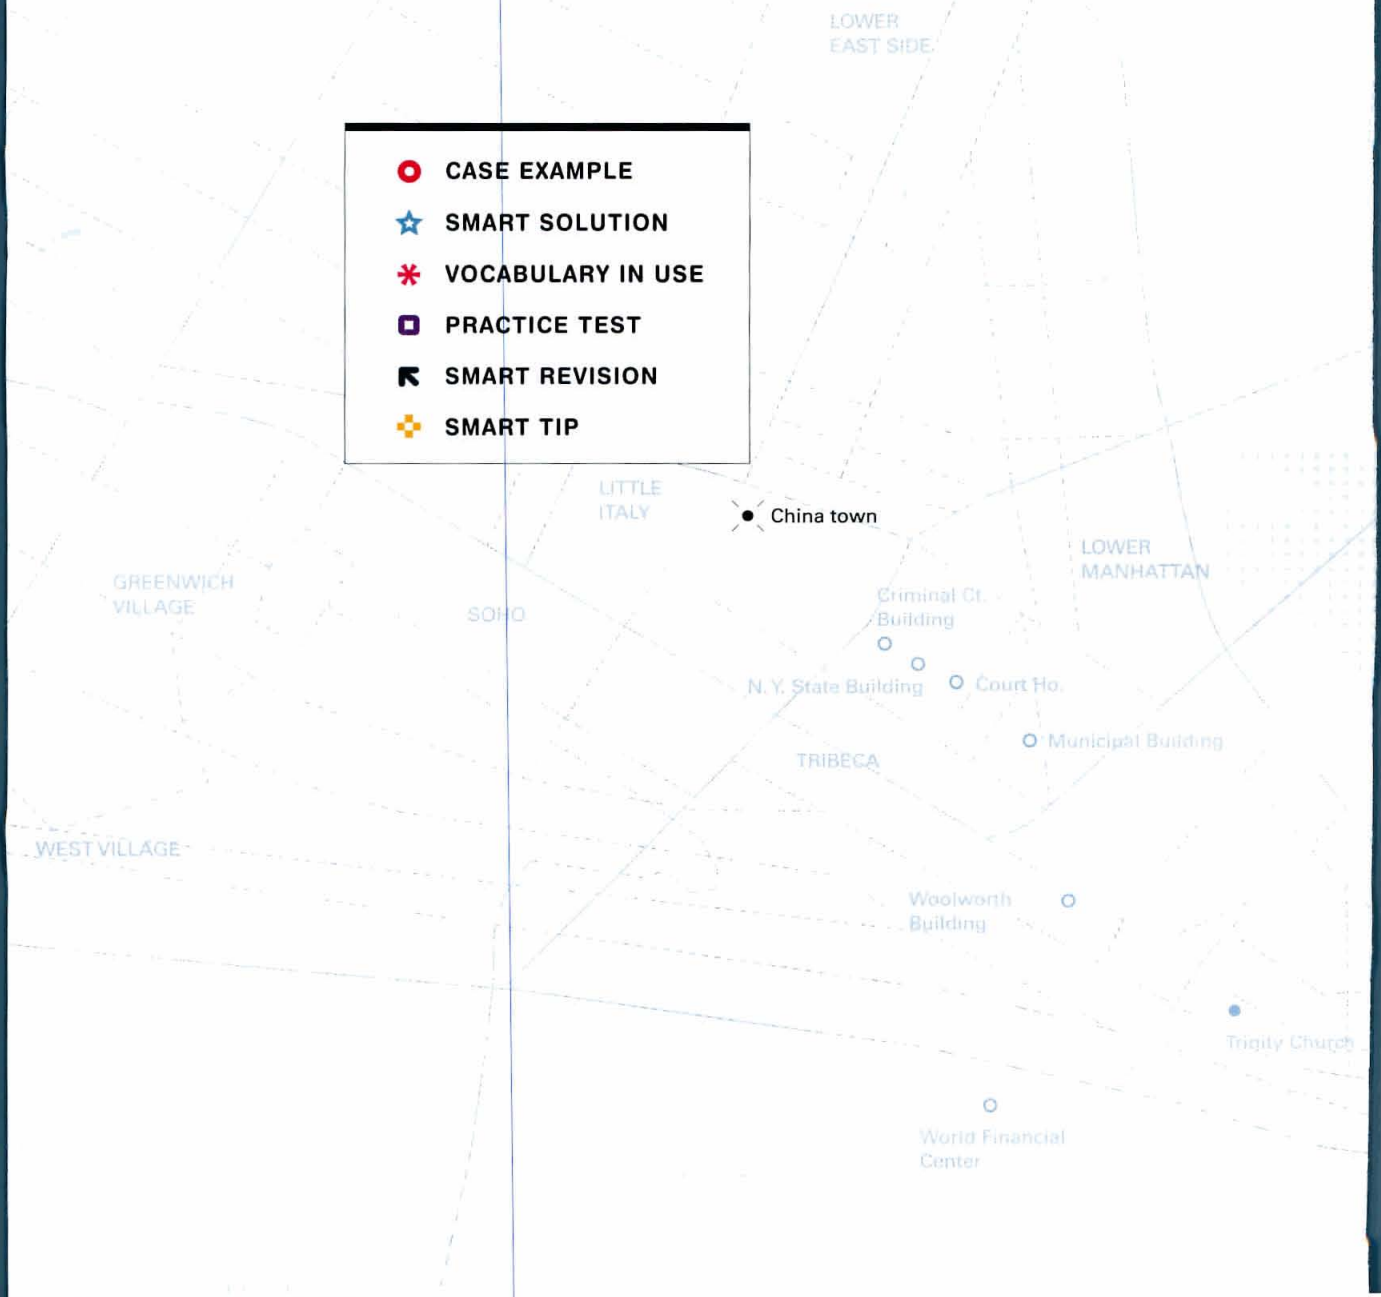 LOWER
EAST SIDE
CASE EXAMPLE
SMART SOLUTION
VOCABULARY IN USE
PRACTICE TEST
SMART REVISION
SMART TIP
LITTLE
ITALY
China town
LOWER
MANHATTAN
GREENWICH
VILLAGE
SOHO
Criminal Ct.
Building
N.Y. State Building
Court Ho.
Municipal Building
TRIBECA
WEST VILLAGE
Woolworth
Building
Trinity Church
World Financial
Center